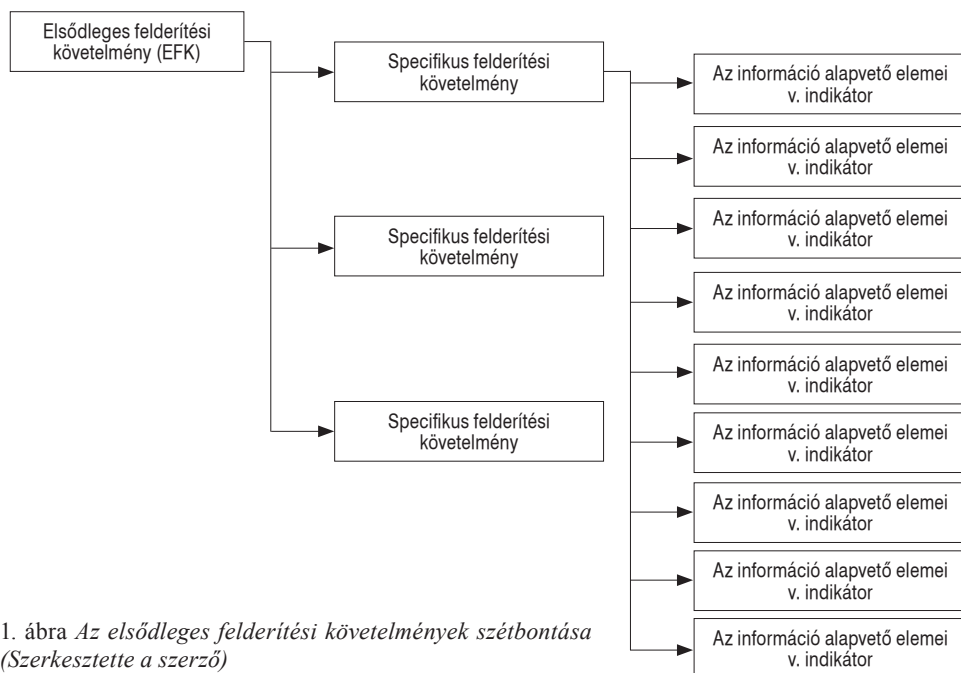 Elsődleges felderítési
követelmény (EFK)
Specifikus felderítési
követelmény
Specifikus felderítési
követelmény
Specifikus felderítési
követelmény
Az információ alapvető elemei
v. indikátor
Az információ alapvető elemei
v. indikátor
Az információ alapvető elemei
v. indikátor
Az információ alapvető elemei
v. indikátor
Az információ alapvető elemei
v. indikátor
Az információ alapvető elemei
v. indikátor
Az információ alapvető elemei
v. indikátor
Az információ alapvető elemei
v. indikátor
Az információ alapvető elemei
v. indikátor
1. ábra Az elsődleges felderítési követelmények szétbontása
(Szerkesztette a szerző)